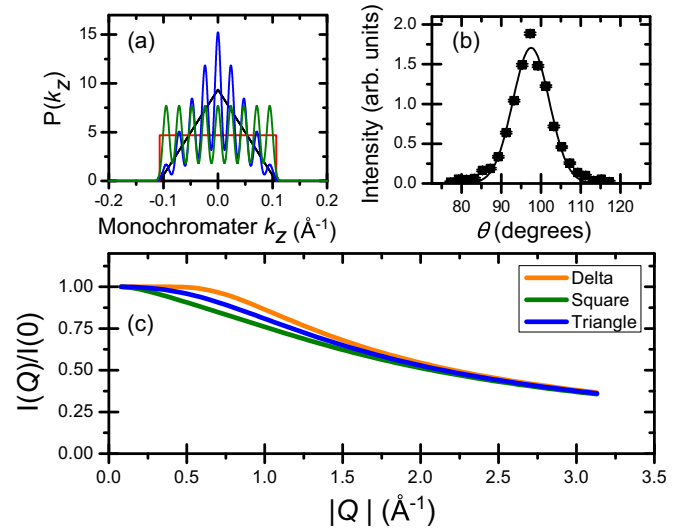 (a)
P(k_z)
15
10
5
0
-0.2 -0.1 0.0 0.1 0.2
Monochromater k_z (Å⁻¹)
(b)
Intensity (arb. units)
2.0
1.5
1.0
0.5
0.0
80 90 100 110 120
θ (degrees)
(c)
I(Q)/I(0)
1.00
0.75
0.50
0.25
0.00
Delta
Square
Triangle
0.0 0.5 1.0 1.5 2.0 2.5 3.0 3.5
|Q| (Å⁻¹)